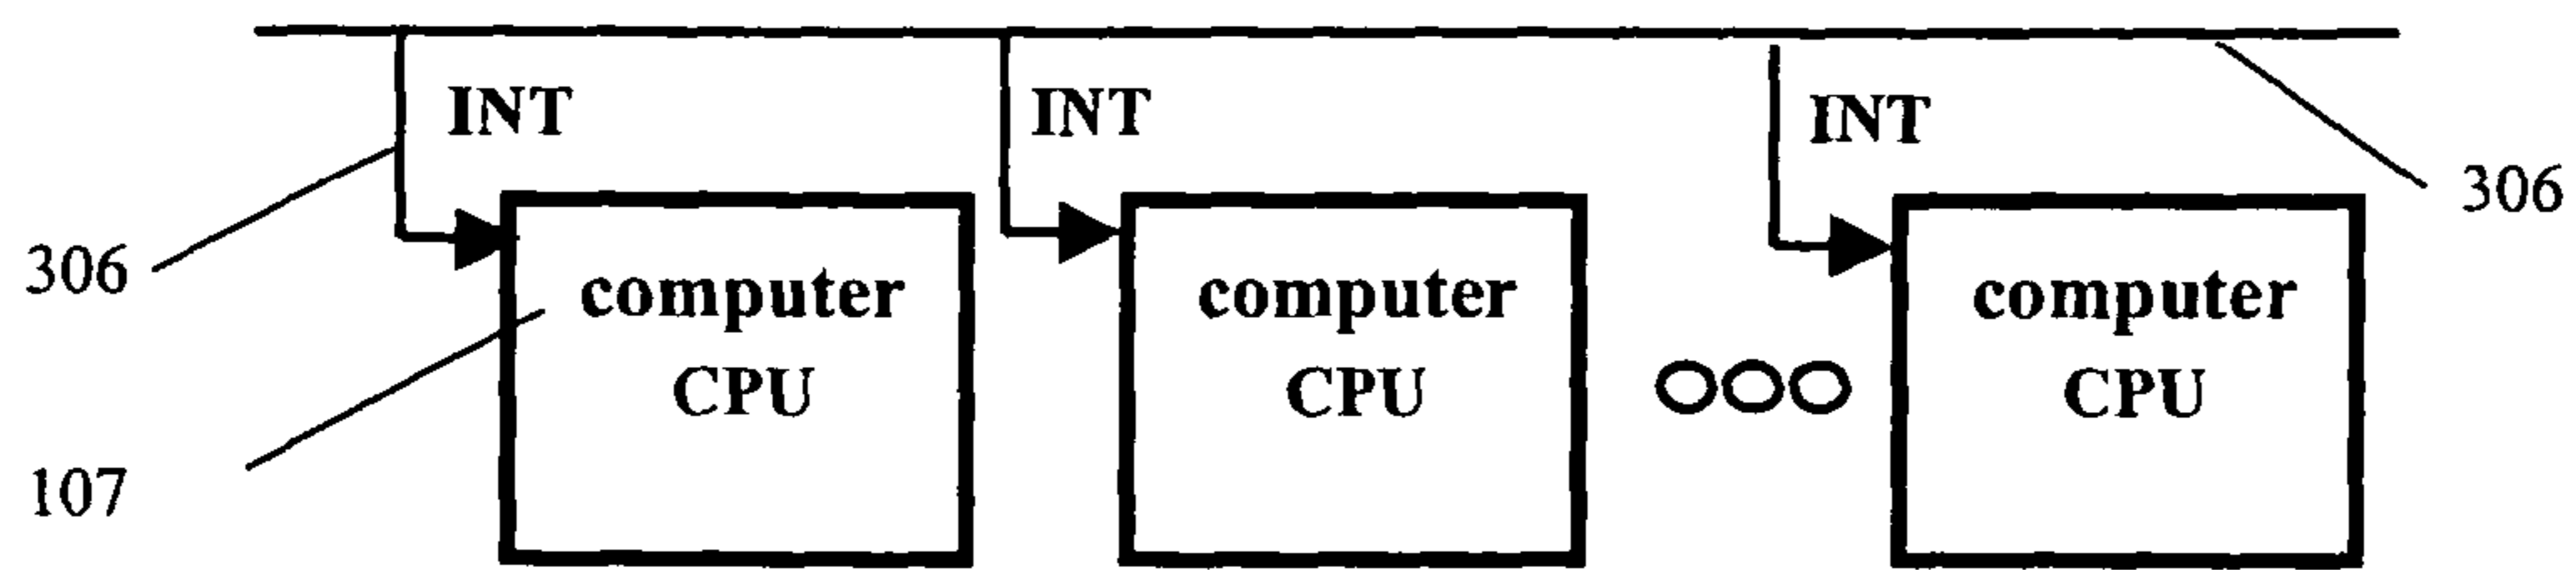 INT
INT
INT
306
306
computer
CPU
computer
CPU
computer
CPU
107